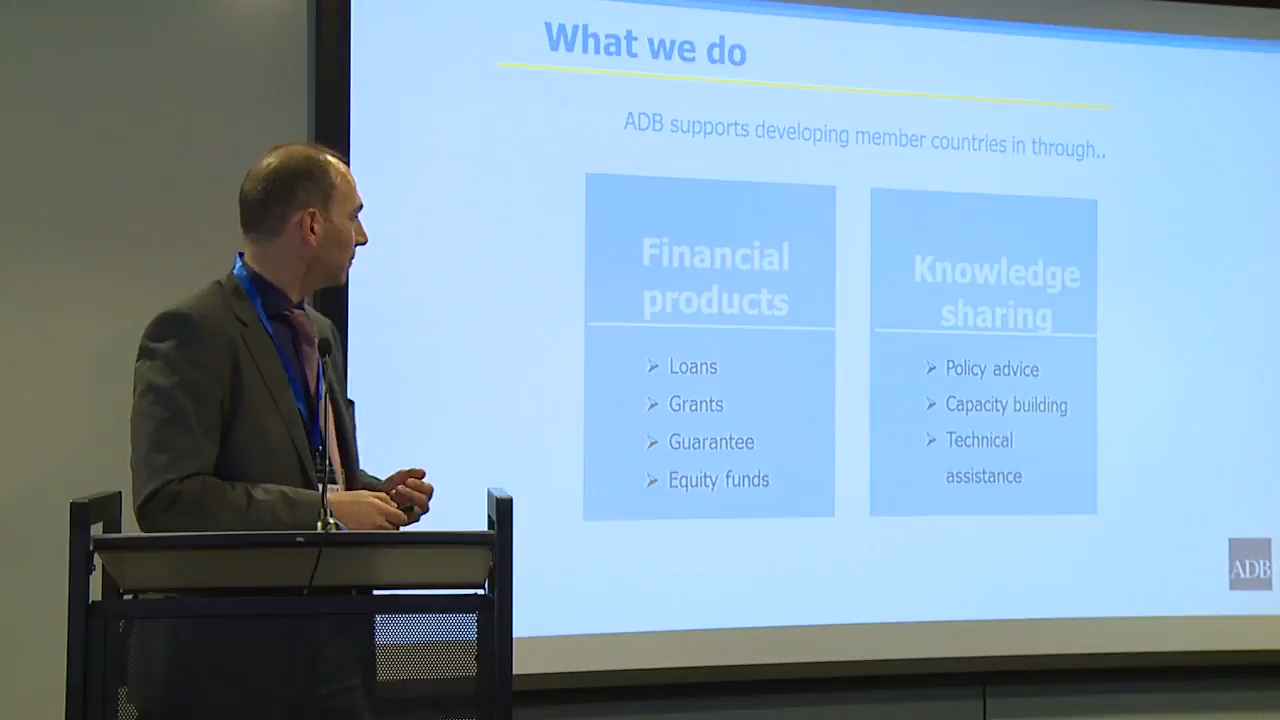 What we do
ADB supports developing member countries in through..
Financial
products
Loans
Grants
Guarantee
Equity funds
Knowledge
sharing
Policy advice
Capacity building
Technical
assistance
ADB